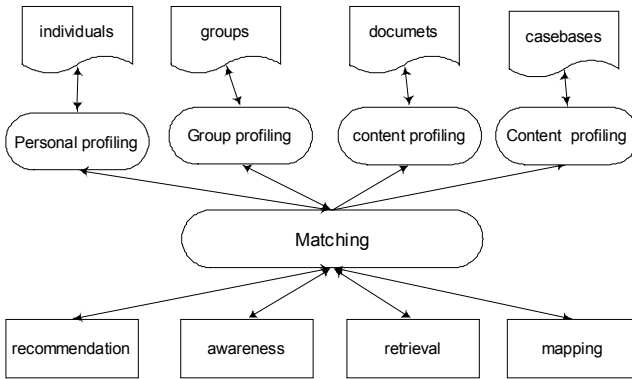 individuals
groups
documets
casebases
Personal profiling
Group profiling
content profiling
Content profiling
Matching
recommendation
awareness
retrieval
mapping